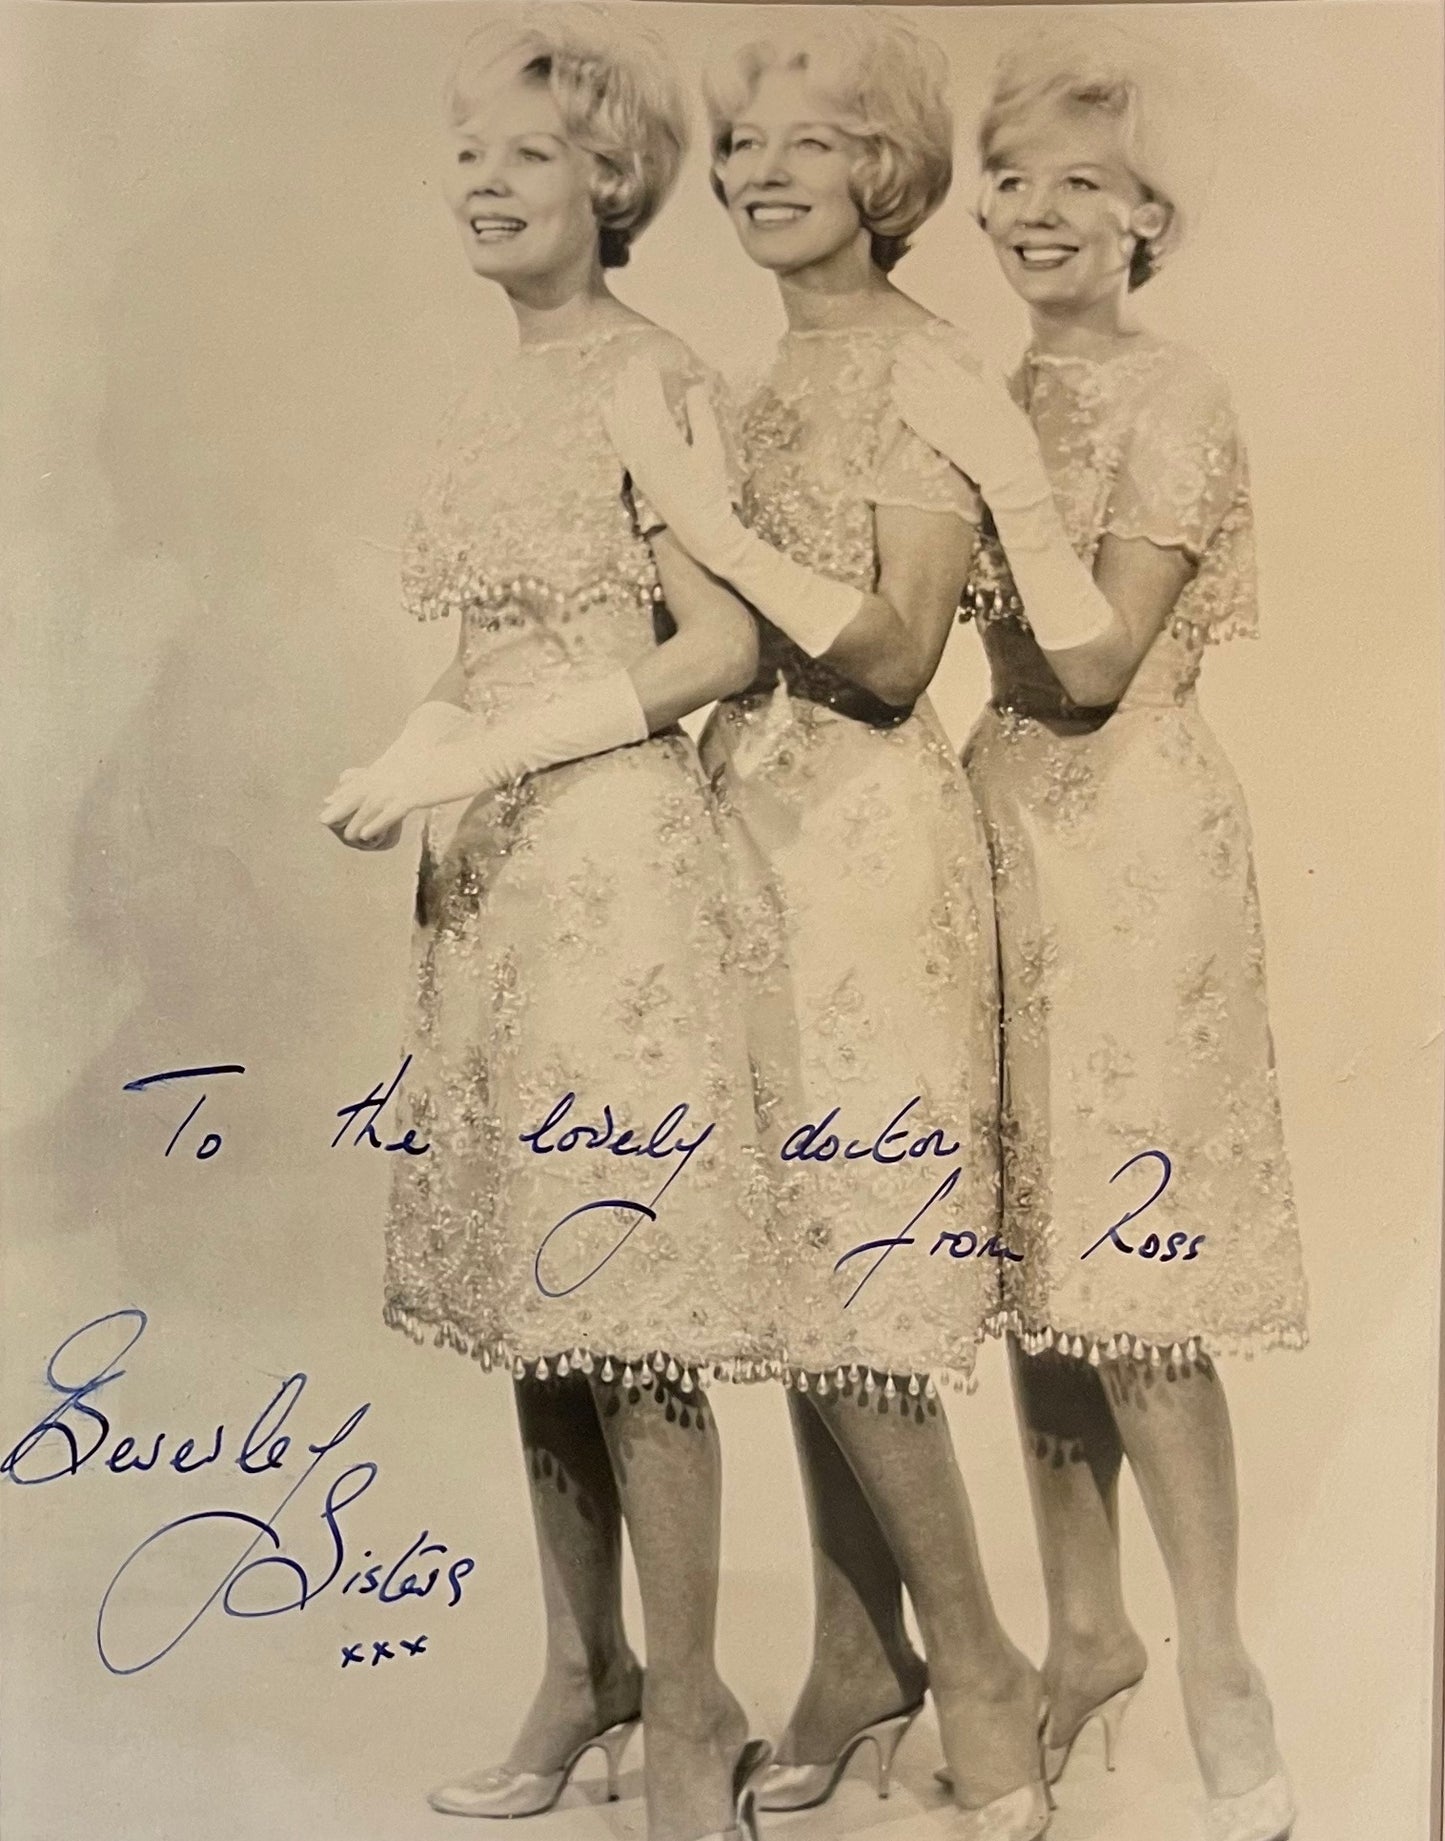 To the lovely doctor
from Ross
Beverley
Sisters
xxx